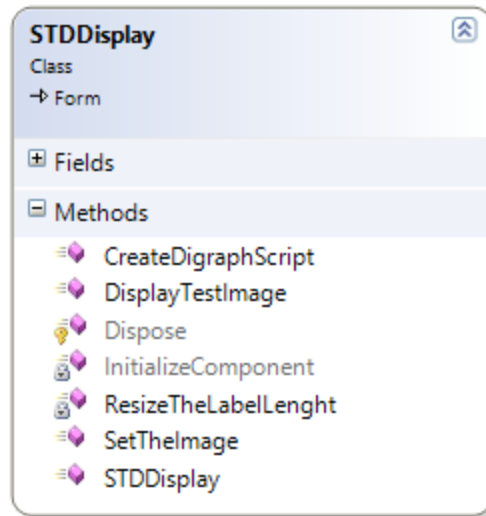 STDDisplay
Class
Form
Fields
Methods
CreateDigraphScript
DisplayTestImage
Dispose
InitializeComponent
ResizeTheLabelLenght
SetTheImage
STDDisplay